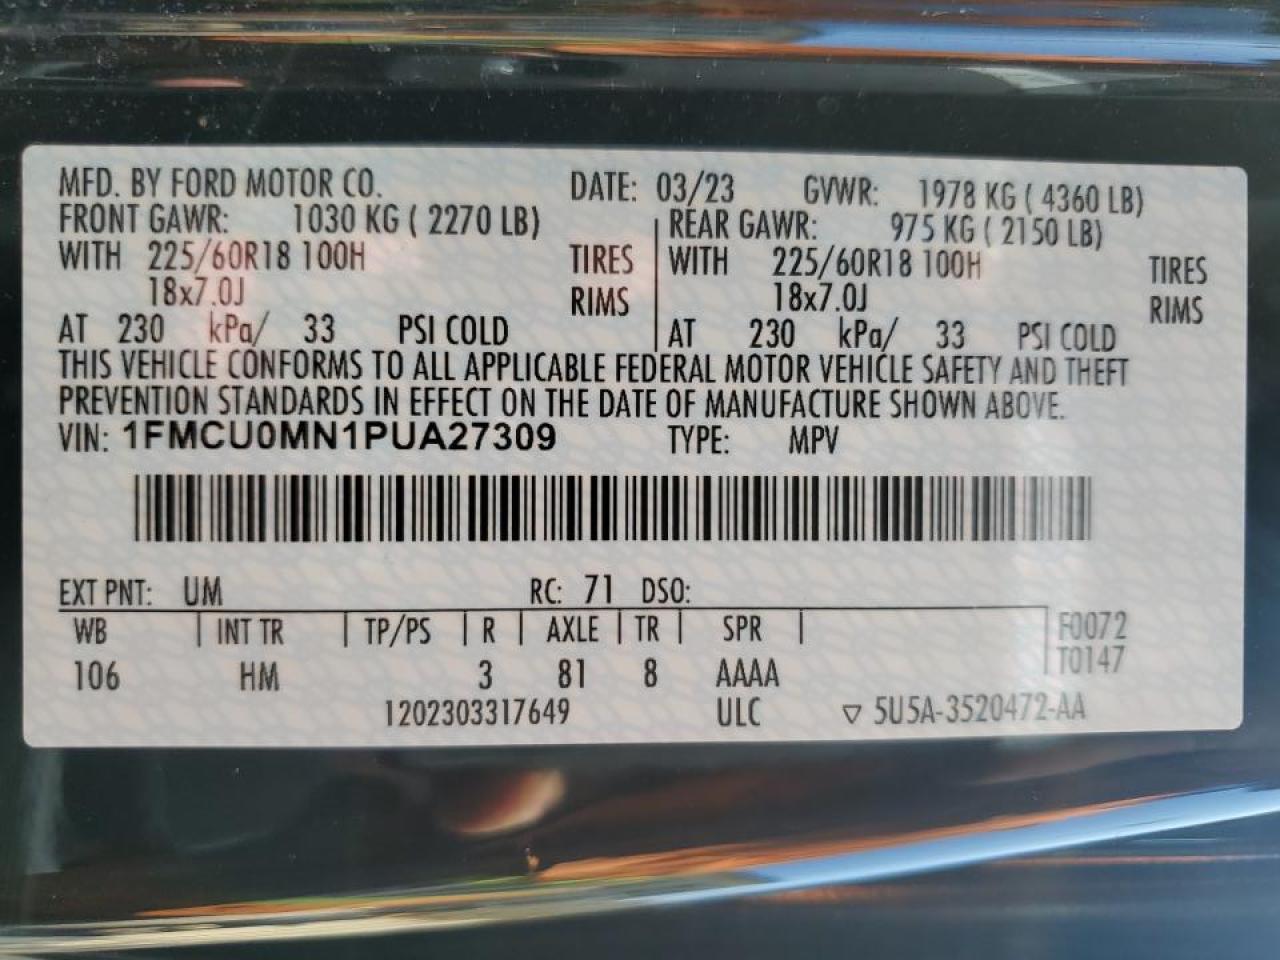 MFD. BY FORD MOTOR CO. DATE: 03/23 GVWR: 1978 KG ( 4360 LB)
FRONT GAWR: 1030 KG ( 2270 LB) REAR GAWR: 975 KG ( 2150 LB)
WITH 225/60R18 100H TIRES WITH 225/60R18 100H TIRES
18x7.0J RIMS 18x7.0J RIMS
AT 230 kPa/ 33 PSI COLD AT 230 kPa/ 33 PSI COLD
THIS VEHICLE CONFORMS TO ALL APPLICABLE FEDERAL MOTOR VEHICLE SAFETY AND THEFT
PREVENTION STANDARDS IN EFFECT ON THE DATE OF MANUFACTURE SHOWN ABOVE.
VIN: 1FMCU0MN1PUA27309 TYPE: MPV
EXT PNT: UM RC: 71 DSO:
WB INT TR TP/PS R AXLE TR SPR F0072
106 HM 3 81 8 AAAA T0147
1202303317649 ULC ▽ 5U5A-3520472-AA